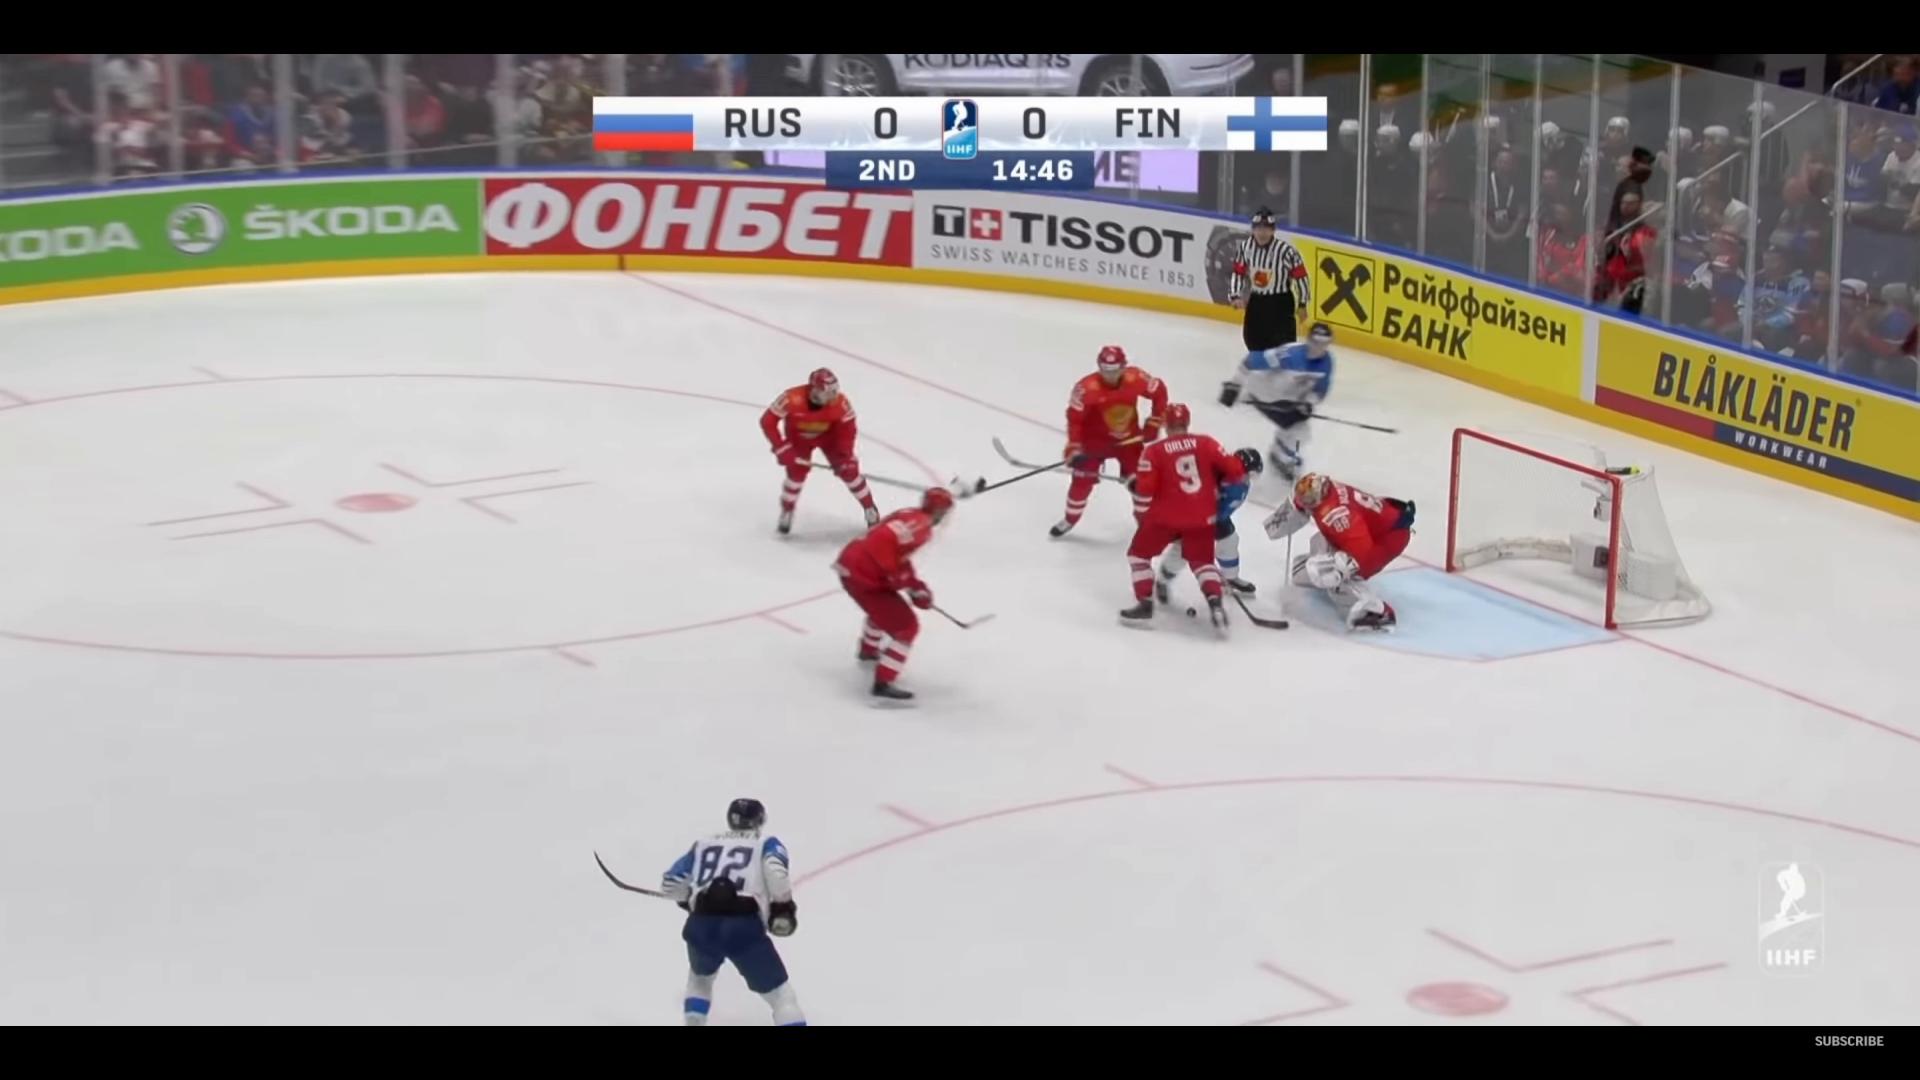 KODIAQ RS
RUS 0 IIHF 0 FIN
2ND 14:46
ŠKODA
ФОНБЕТ
T+ TISSOT
SWISS WATCHES SINCE 1853
Райффайзен
БАНК
BLÅKLÄDER
WORKWEAR
ORLOV
9
88
82
IIHF
SUBSCRIBE